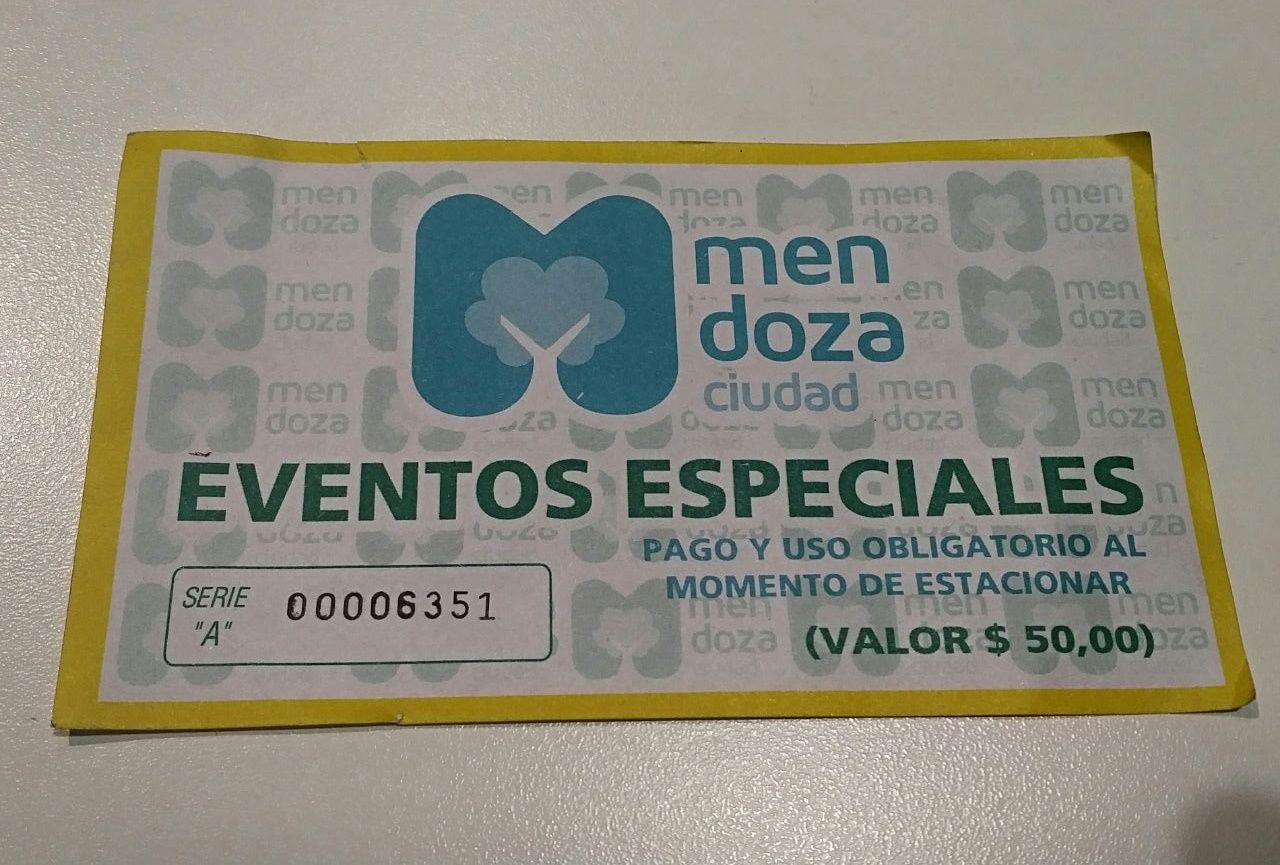 men
doza
ciudad
EVENTOS ESPECIALES
PAGO Y USO OBLIGATORIO AL
MOMENTO DE ESTACIONAR
(VALOR $ 50,00)
SERIE
"A"
00006351